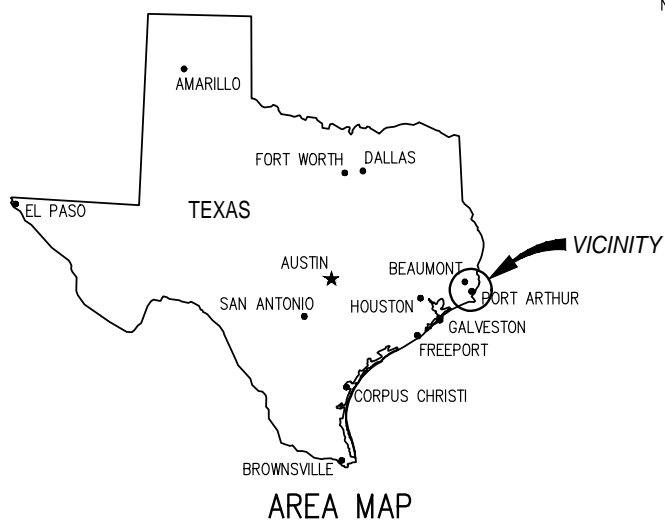 N
AMARILLO
FORT WORTH
DALLAS
EL PASO
TEXAS
VICINITY
AUSTIN
BEAUMONT
SAN ANTONIO
HOUSTON
PORT ARTHUR
GALVESTON
FREEPORT
CORPUS CHRISTI
BROWNSVILLE
AREA MAP